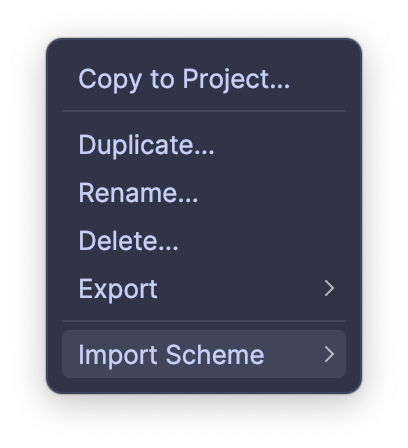 Copy to Project...
Duplicate...
Rename...
Delete...
Export
Import Scheme